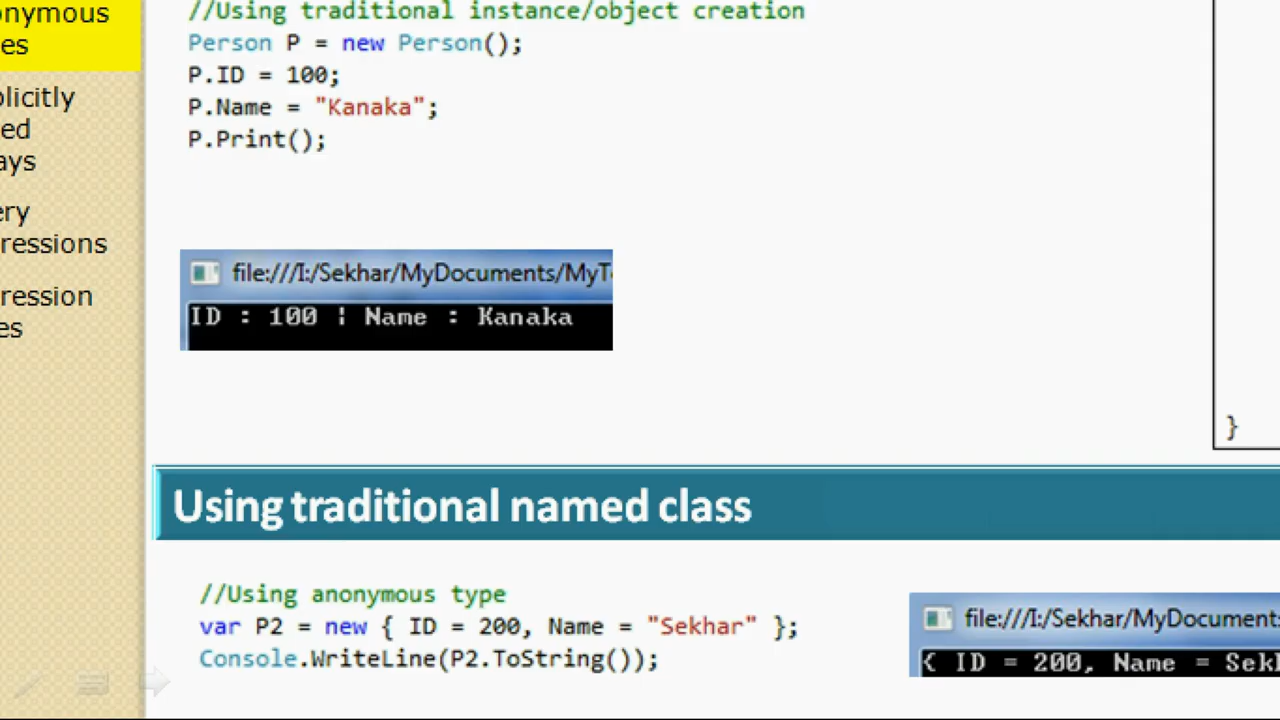 //Using traditional instance/object creation
Person P = new Person();
P.ID = 100;
P.Name = "Kanaka";
P.Print();
file:///I:/Sekhar/MyDocuments/MyT
ID : 100 ¦ Name : Kanaka
}
Using traditional named class
//Using anonymous type
var P2 = new { ID = 200, Name = "Sekhar" };
Console.WriteLine(P2.ToString());
file:///I:/Sekhar/MyDocuments
{ ID = 200, Name = Sek
onymous
es
licitly
ed
ays
ery
ressions
ression
es